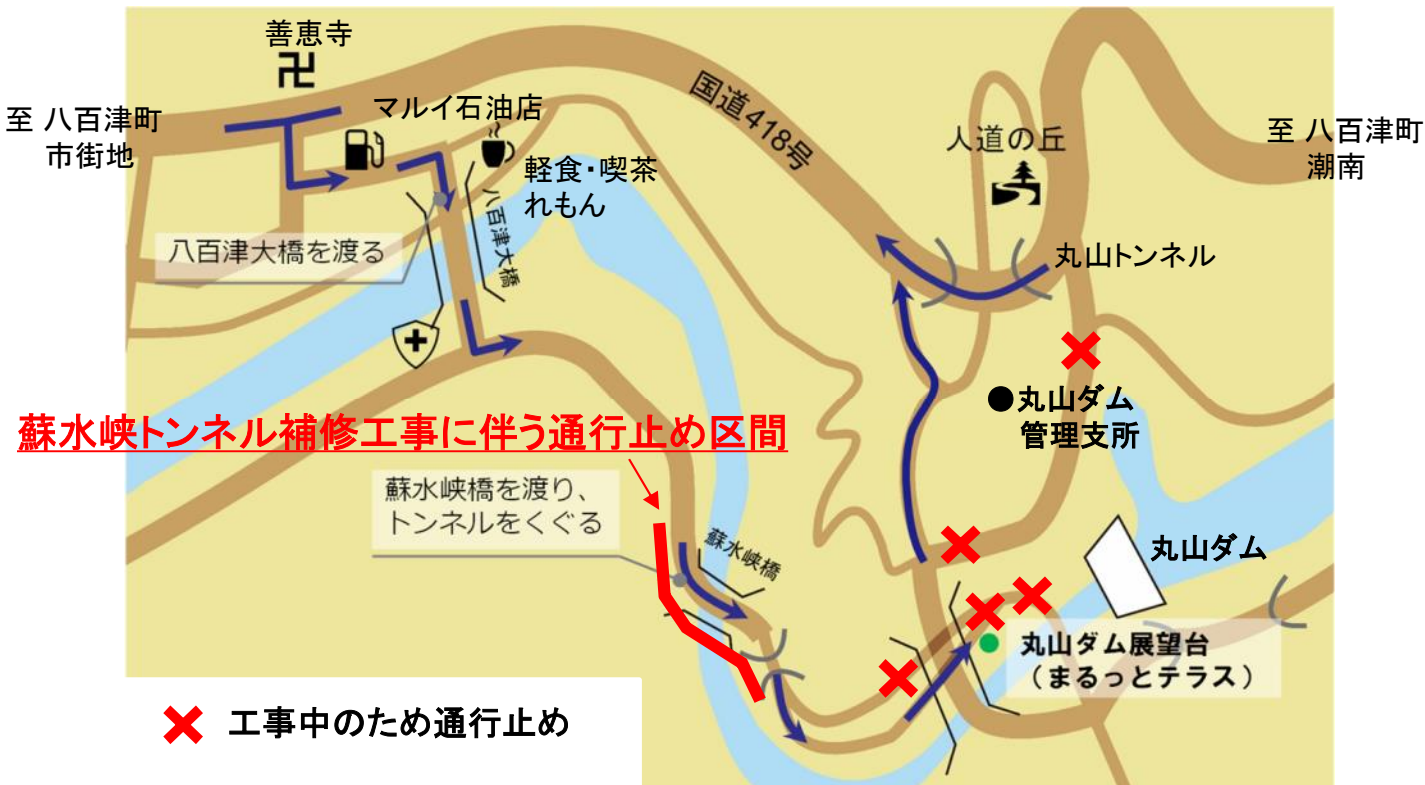 善恵寺
卍
マルイ石油店
国道418号
至 八百津町
市街地
人道の丘
至 八百津町
潮南
軽食・喫茶
れもん
八百津大橋
八百津大橋を渡る
丸山トンネル
●丸山ダム
管理支所
蘇水峡トンネル補修工事に伴う通行止め区間
蘇水峡橋を渡り、
トンネルをくぐる
蘇水峡橋
丸山ダム
丸山ダム展望台
(まるっとテラス)
工事中のため通行止め